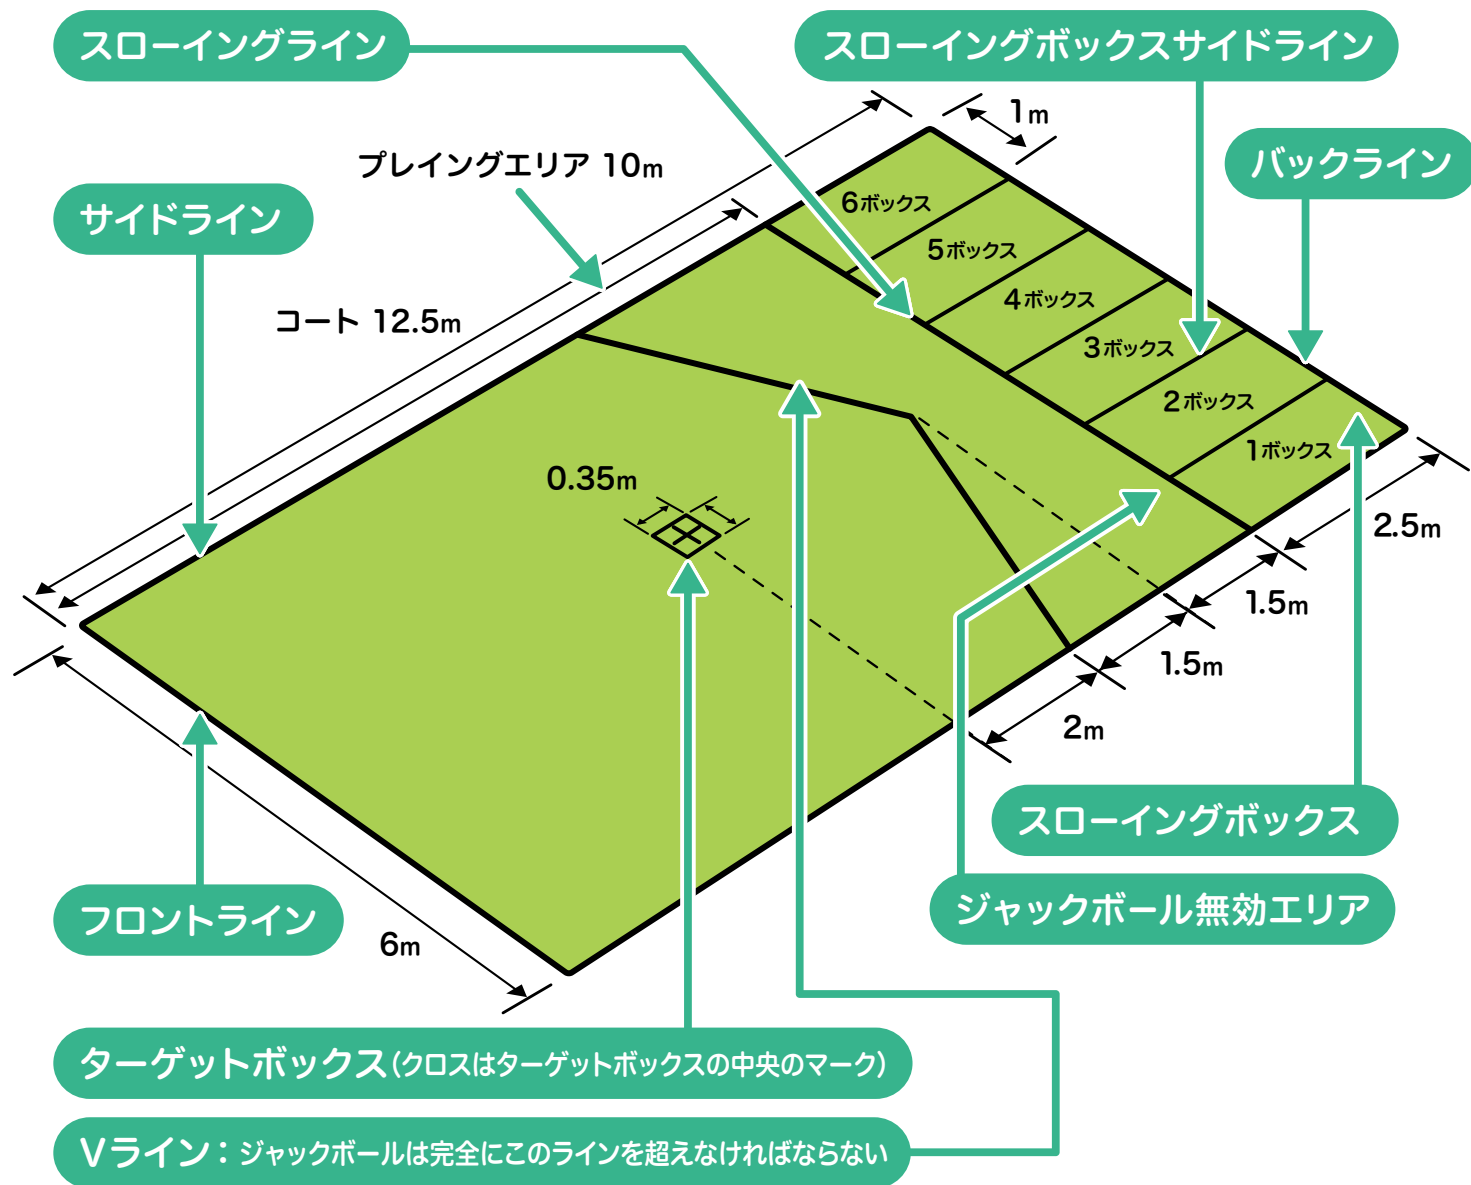 スローイングライン
スローイングボックスサイドライン
1m
バックライン
プレイングエリア 10m
サイドライン
6ボックス
5ボックス
4ボックス
コート 12.5m
3ボックス
2ボックス
1ボックス
0.35m
2.5m
1.5m
1.5m
2m
スローイングボックス
ジャックボール無効エリア
フロントライン
6m
ターゲットボックス(クロスはターゲットボックスの中央のマーク)
Vライン：ジャックボールは完全にこのラインを超えなければならない